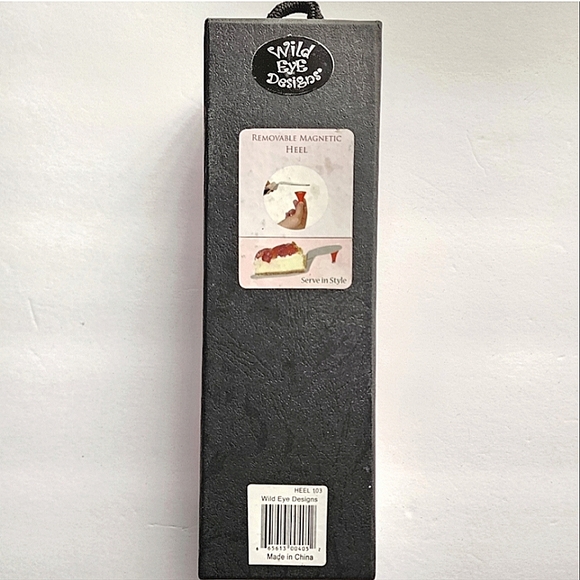 Wild
Eye
Designs
Removable Magnetic
Heel
Serve in Style
HEEL 103
Wild Eye Designs
Made in China